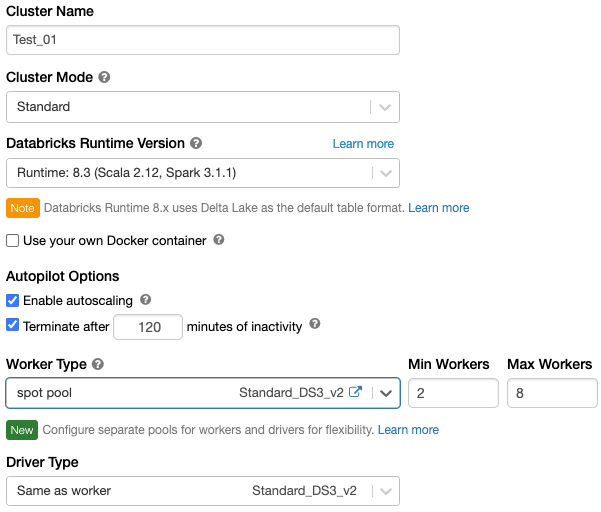 Cluster Name
Test_01
Cluster Mode ?
Standard
Databricks Runtime Version ? Learn more
Runtime: 8.3 (Scala 2.12, Spark 3.1.1)
Note Databricks Runtime 8.x uses Delta Lake as the default table format. Learn more
Use your own Docker container ?
Autopilot Options
Enable autoscaling ?
Terminate after 120 minutes of inactivity ?
Worker Type ? Min Workers Max Workers
spot pool Standard_DS3_v2 2 8
New Configure separate pools for workers and drivers for flexibility. Learn more
Driver Type
Same as worker Standard_DS3_v2